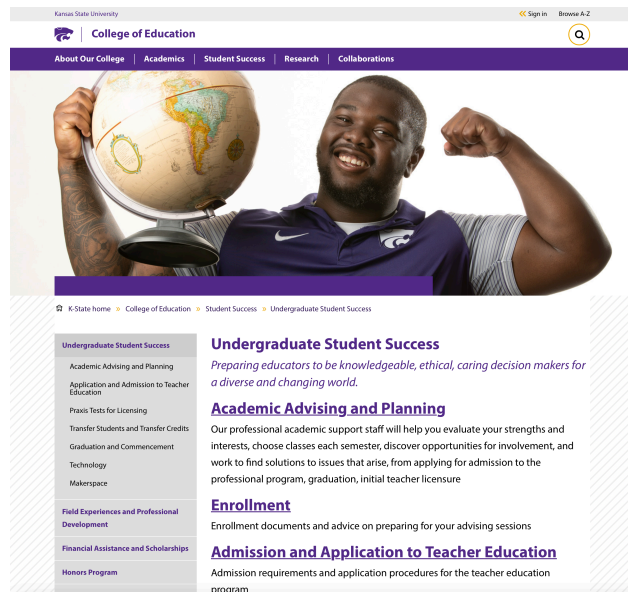 Kansas State University
Sign in Browse A-Z
College of Education
About Our College Academics Student Success Research Collaborations
K-State home » College of Education » Student Success » Undergraduate Student Success
Undergraduate Student Success
Academic Advising and Planning
Application and Admission to Teacher
Education
Praxis Tests for Licensing
Transfer Students and Transfer Credits
Graduation and Commencement
Technology
Makerspace
Field Experiences and Professional
Development
Financial Assistance and Scholarships
Honors Program
Undergraduate Student Success
Preparing educators to be knowledgeable, ethical, caring decision makers for
a diverse and changing world.
Academic Advising and Planning
Our professional academic support staff will help you evaluate your strengths and
interests, choose classes each semester, discover opportunities for involvement, and
work to find solutions to issues that arise, from applying for admission to the
professional program, graduation, initial teacher licensure
Enrollment
Enrollment documents and advice on preparing for your advising sessions
Admission and Application to Teacher Education
Admission requirements and application procedures for the teacher education
program